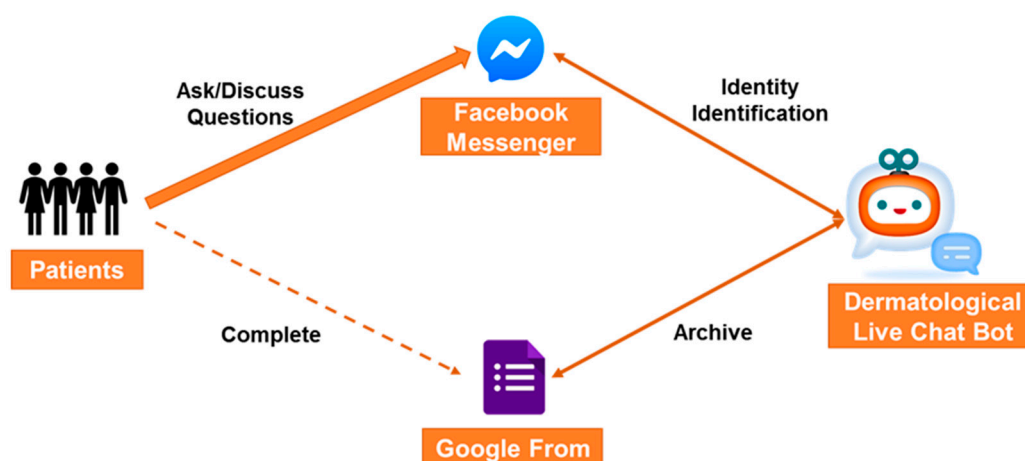 Ask/Discuss
Questions
Facebook
Messenger
Identity
Identification
Patients
Dermatological
Live Chat Bot
Complete
Archive
Google From